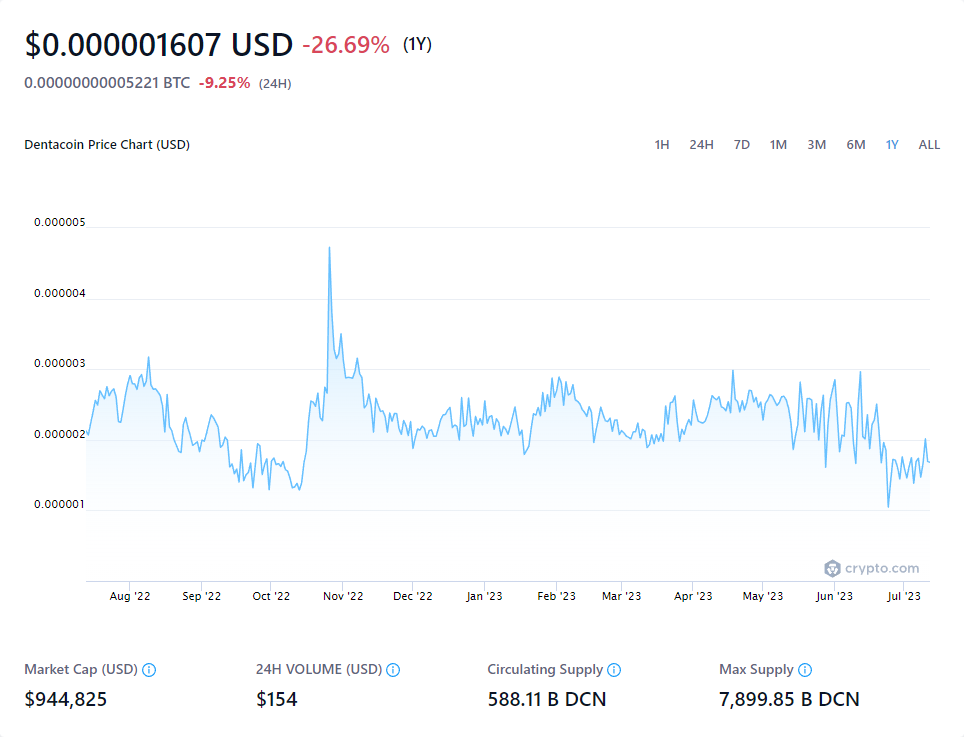 $0.000001607 USD -26.69% (1Y)
0.00000000005221 BTC -9.25% (24H)
Dentacoin Price Chart (USD) 1H 24H 7D 1M 3M 6M 1Y ALL
0.000005
0.000004
0.000003
0.000002
0.000001
crypto.com
Aug '22 Sep '22 Oct '22 Nov '22 Dec '22 Jan '23 Feb '23 Mar '23 Apr '23 May '23 Jun '23 Jul '23
Market Cap (USD) 24H VOLUME (USD) Circulating Supply Max Supply
$944,825 $154 588.11 B DCN 7,899.85 B DCN